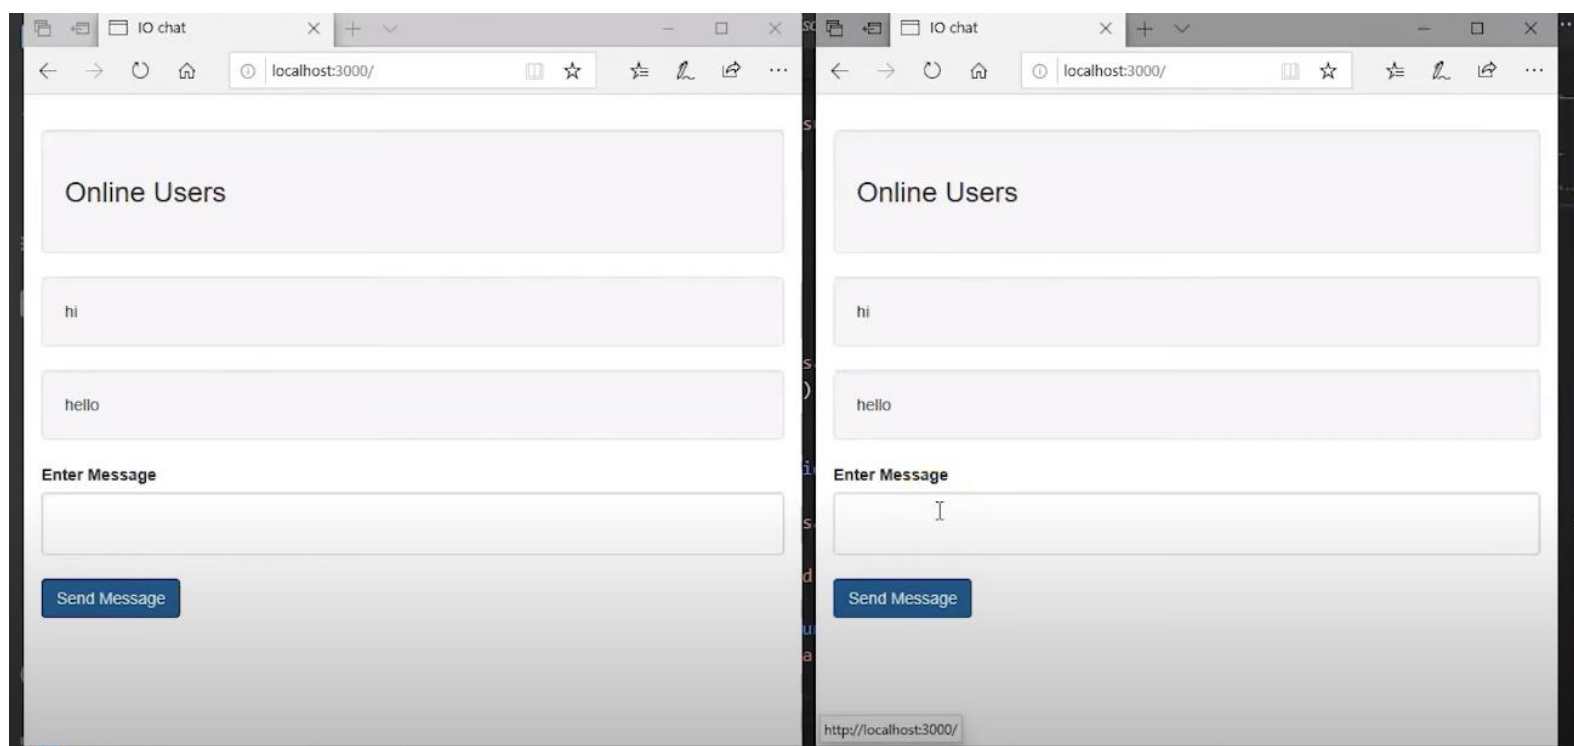 IO chat
localhost:3000/
Online Users
hi
hello
Enter Message
Send Message
IO chat
localhost:3000/
Online Users
hi
hello
Enter Message
Send Message
http://localhost:3000/